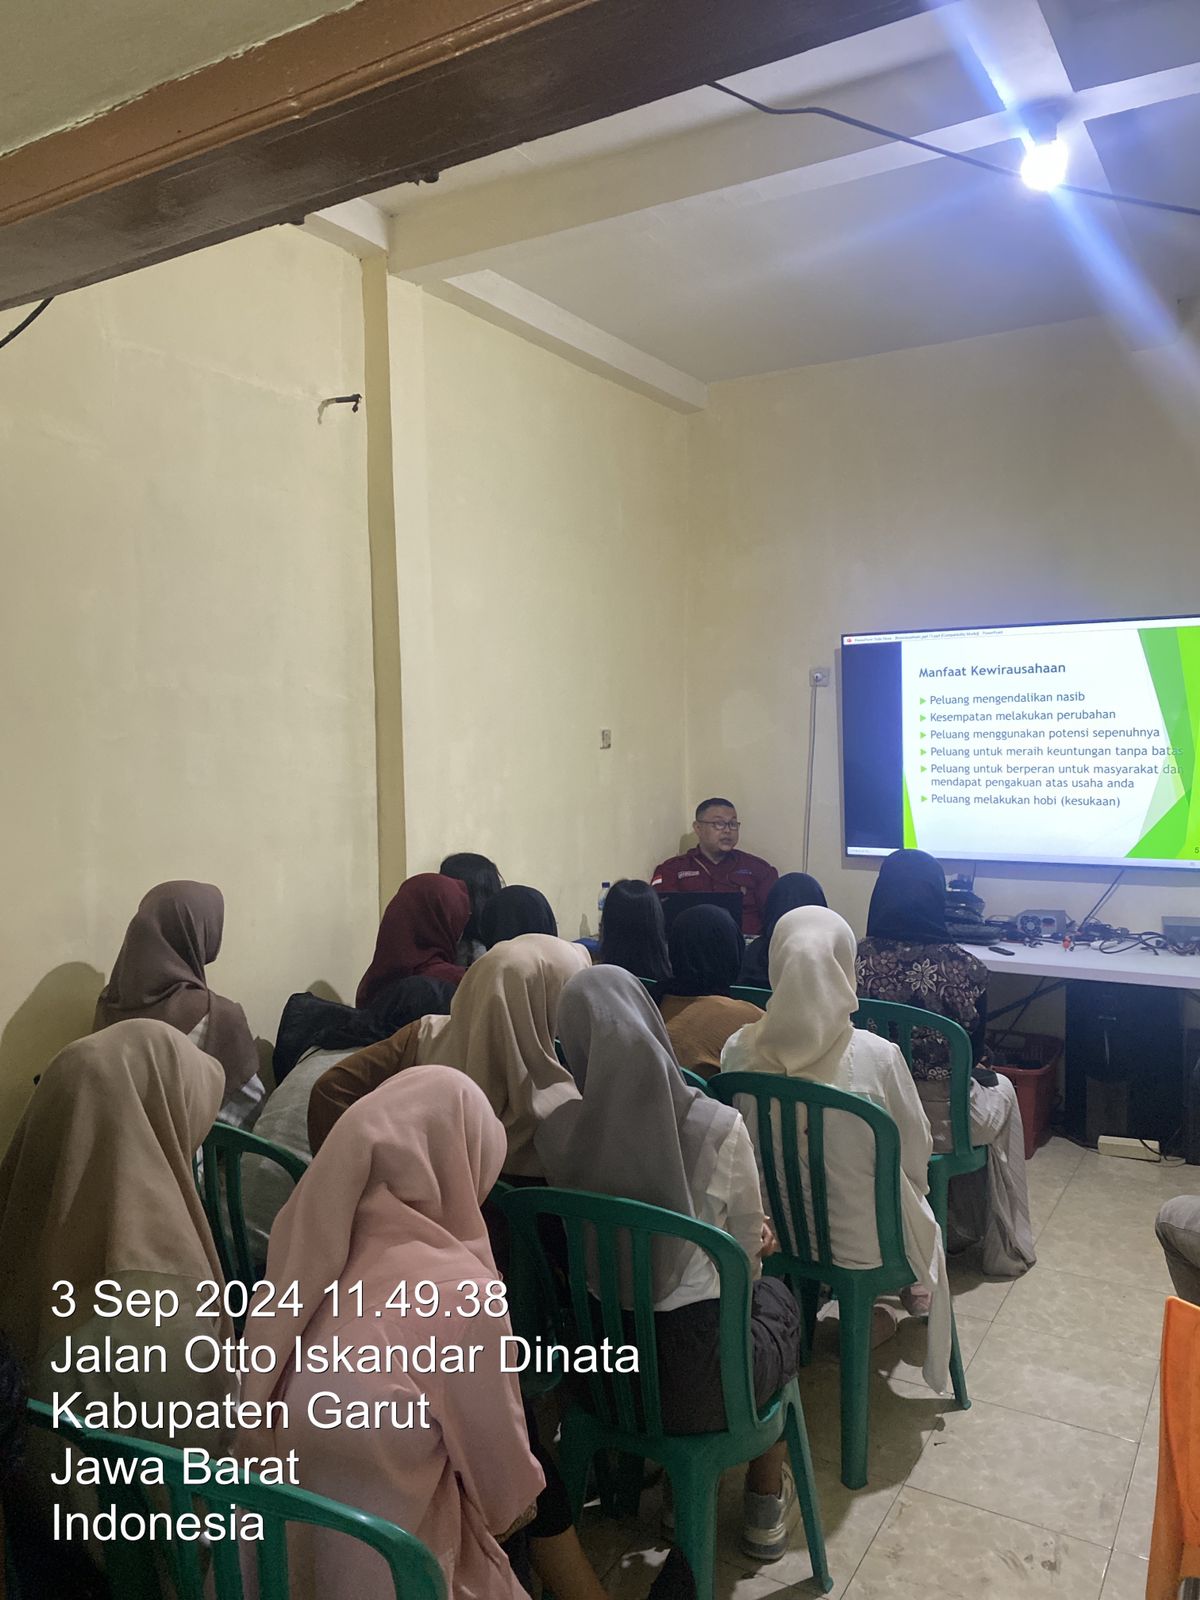 Manfaat Kewirausahaan
Peluang mengendalikan nasib
Kesempatan melakukan perubahan
Peluang menggunakan potensi sepenuhnya
Peluang untuk meraih keuntungan tanpa batas
Peluang untuk berperan untuk masyarakat dan
mendapat pengakuan atas usaha anda
Peluang melakukan hobi (kesukaan)
5
3 Sep 2024 11.49.38
Jalan Otto Iskandar Dinata
Kabupaten Garut
Jawa Barat
Indonesia